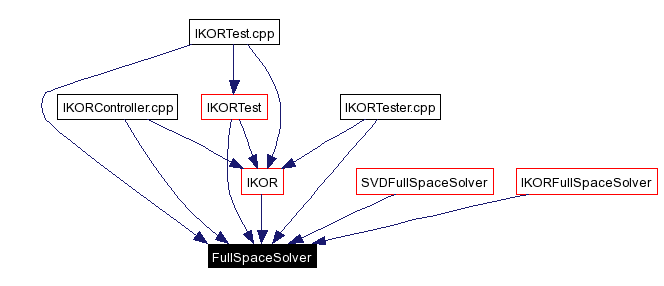 IKORTest.cpp
IKORController.cpp
IKORTest
IKORTester.cpp
IKOR
SVDFullSpaceSolver
IKORFullSpaceSolver
FullSpaceSolver